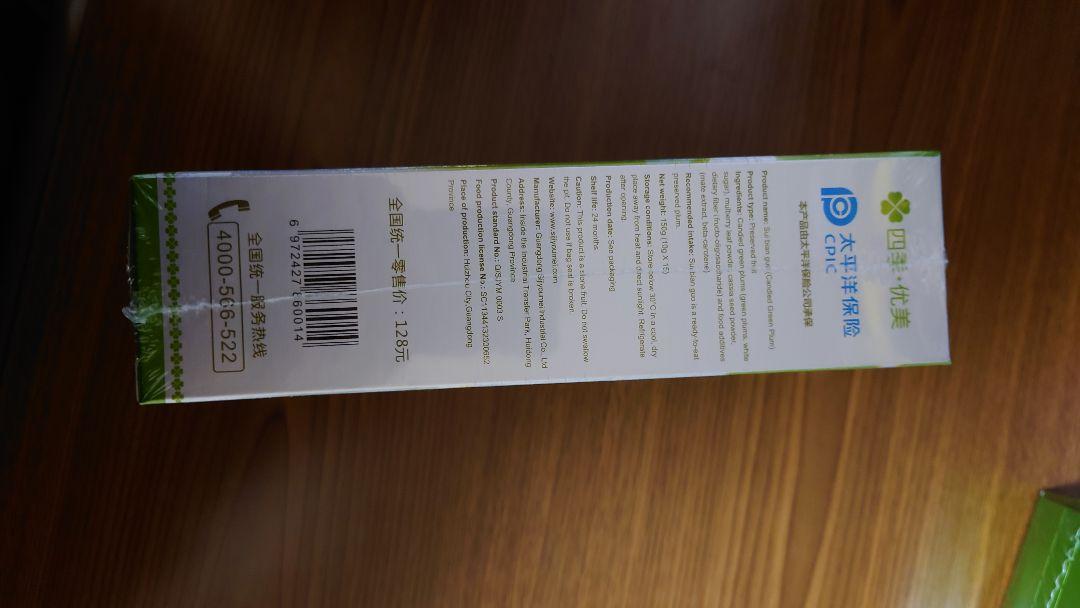 四季·优美
太平洋保险
CPIC
本产品由太平洋保险公司承保
Product name: Sui bian guo (Candied Green Plum)
Product type: Preserved fruit
Ingredients: Candied green plums (green plums, white
sugar), mulberry leaf powder, cassia seed powder,
dietary fiber (fructo-oligosaccharide) and food additives
(mate extract, beta-carotene)
Recommended intake: Sui bian guo is a ready-to-eat
preserved plum.
Net weight: 150g (10g X 15)
Storage conditions: Store below 30°C in a cool, dry
place away from heat and direct sunlight. Refrigerate
after opening.
Production date: See packaging
Shelf life: 24 months
Caution: This product is a stone fruit. Do not swallow
the pit. Do not use if bag seal is broken.
Website: www.sijiyoumei.com
Manufacturer: Guangdong Sijiyoumei Industrial Co., Ltd
Address: Inside the Industrial Transfer Park, Huidong
County, Guangdong Province
Product standard No.: Q/SJYM 0003 S
Food production license No.: SC11344132320652
Place of production: Huizhou City,Guangdong
Province
全国统一零售价：128元
6 972427 260014
全国统一服务热线
4000-566-522